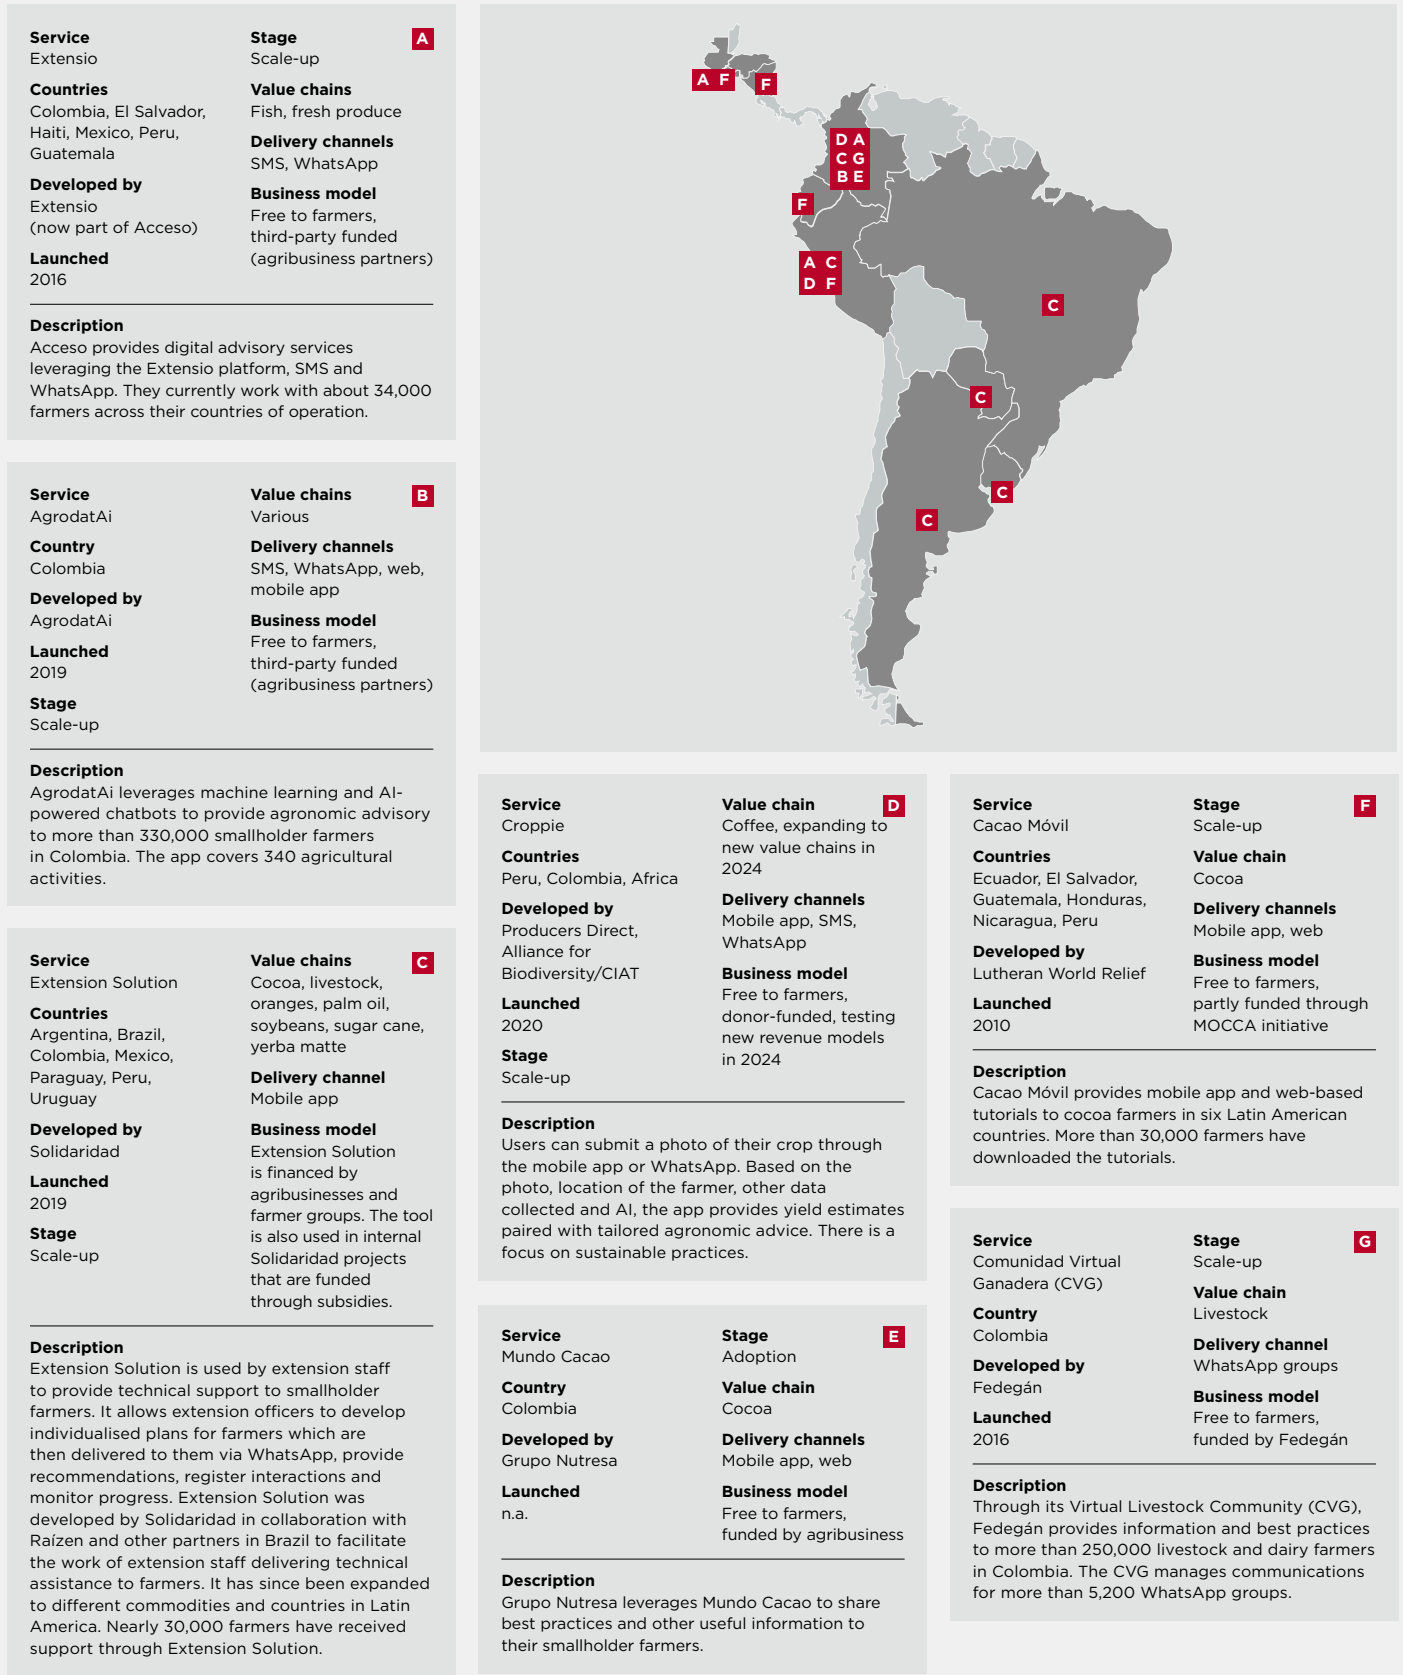 Service
Extensio
Countries
Colombia, El Salvador,
Haiti, Mexico, Peru,
Guatemala
Developed by
Extensio
(now part of Acceso)
Launched
2016
Stage
Scale-up
Value chains
Fish, fresh produce
Delivery channels
SMS, WhatsApp
Business model
Free to farmers,
third-party funded
(agribusiness partners)
A
Description
Acceso provides digital advisory services
leveraging the Extensio platform, SMS and
WhatsApp. They currently work with about 34,000
farmers across their countries of operation.
A F
F
D A
C G
B E
F
A C
D F
C
C
C
C
Service
AgrodatAi
Country
Colombia
Developed by
AgrodatAi
Launched
2019
Stage
Scale-up
Value chains
Various
Delivery channels
SMS, WhatsApp, web,
mobile app
Business model
Free to farmers,
third-party funded
(agribusiness partners)
B
Description
AgrodatAi leverages machine learning and AI-
powered chatbots to provide agronomic advisory
to more than 330,000 smallholder farmers
in Colombia. The app covers 340 agricultural
activities.
Service
Extension Solution
Countries
Argentina, Brazil,
Colombia, Mexico,
Paraguay, Peru,
Uruguay
Developed by
Solidaridad
Launched
2019
Stage
Scale-up
Value chains
Cocoa, livestock,
oranges, palm oil,
soybeans, sugar cane,
yerba matte
Delivery channel
Mobile app
Business model
Extension Solution
is financed by
agribusinesses and
farmer groups. The tool
is also used in internal
Solidaridad projects
that are funded
through subsidies.
C
Description
Extension Solution is used by extension staff
to provide technical support to smallholder
farmers. It allows extension officers to develop
individualised plans for farmers which are
then delivered to them via WhatsApp, provide
recommendations, register interactions and
monitor progress. Extension Solution was
developed by Solidaridad in collaboration with
Raízen and other partners in Brazil to facilitate
the work of extension staff delivering technical
assistance to farmers. It has since been expanded
to different commodities and countries in Latin
America. Nearly 30,000 farmers have received
support through Extension Solution.
Service
Croppie
Countries
Peru, Colombia, Africa
Developed by
Producers Direct,
Alliance for
Biodiversity/CIAT
Launched
2020
Stage
Scale-up
Value chain
Coffee, expanding to
new value chains in
2024
Delivery channels
Mobile app, SMS,
WhatsApp
Business model
Free to farmers,
donor-funded, testing
new revenue models
in 2024
D
Description
Users can submit a photo of their crop through
the mobile app or WhatsApp. Based on the
photo, location of the farmer, other data
collected and AI, the app provides yield estimates
paired with tailored agronomic advice. There is a
focus on sustainable practices.
Service
Mundo Cacao
Country
Colombia
Developed by
Grupo Nutresa
Launched
n.a.
Stage
Adoption
Value chain
Cocoa
Delivery channels
Mobile app, web
Business model
Free to farmers,
funded by agribusiness
E
Description
Grupo Nutresa leverages Mundo Cacao to share
best practices and other useful information to
their smallholder farmers.
Service
Cacao Móvil
Countries
Ecuador, El Salvador,
Guatemala, Honduras,
Nicaragua, Peru
Developed by
Lutheran World Relief
Launched
2010
Stage
Scale-up
Value chain
Cocoa
Delivery channels
Mobile app, web
Business model
Free to farmers,
partly funded through
MOCCA initiative
F
Description
Cacao Móvil provides mobile app and web-based
tutorials to cocoa farmers in six Latin American
countries. More than 30,000 farmers have
downloaded the tutorials.
Service
Comunidad Virtual
Ganadera (CVG)
Country
Colombia
Developed by
Fedegán
Launched
2016
Stage
Scale-up
Value chain
Livestock
Delivery channel
WhatsApp groups
Business model
Free to farmers,
funded by Fedegán
G
Description
Through its Virtual Livestock Community (CVG),
Fedegán provides information and best practices
to more than 250,000 livestock and dairy farmers
in Colombia. The CVG manages communications
for more than 5,200 WhatsApp groups.